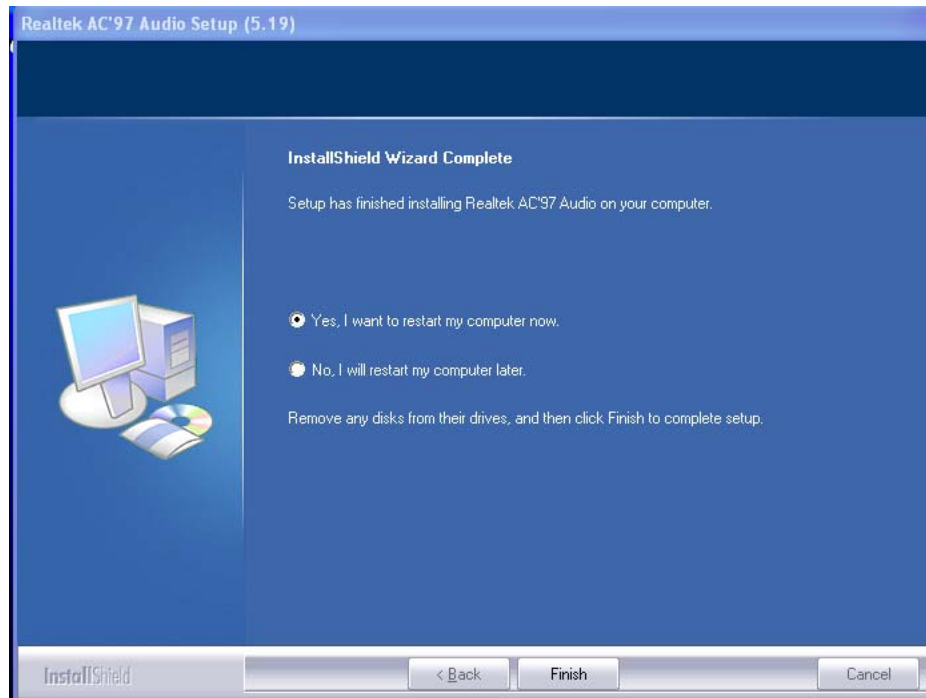 Realtek AC'97 Audio Setup (5.19)
InstallShield Wizard Complete
Setup has finished installing Realtek AC'97 Audio on your computer.
Yes, I want to restart my computer now.
No, I will restart my computer later.
Remove any disks from their drives, and then click Finish to complete setup.
InstallShield
< Back
Finish
Cancel